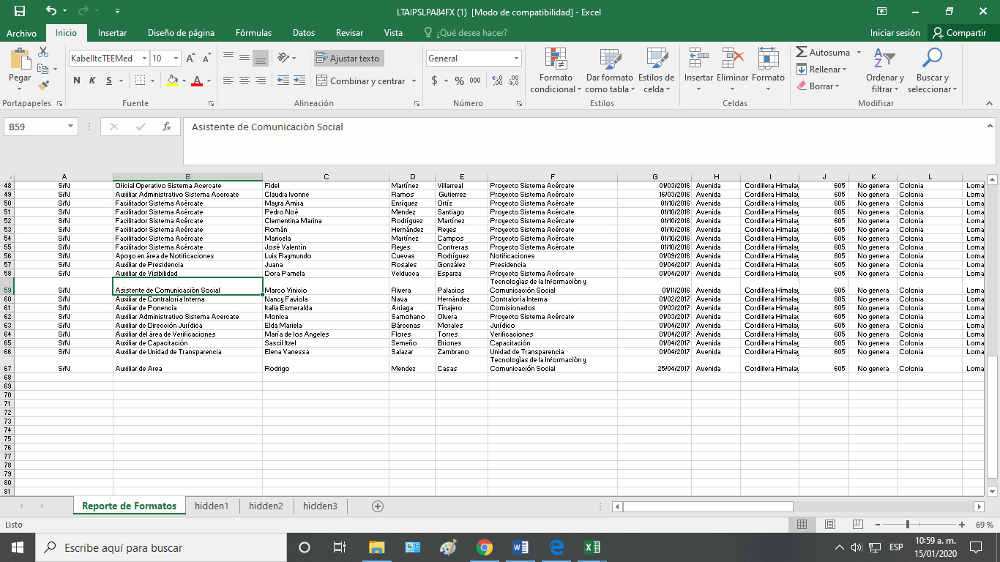 LTAIPSLPA84FX (1) [Modo de compatibilidad] - Excel
Archivo Inicio Insertar Diseño de página Fórmulas Datos Revisar Vista ¿Qué desea hacer? Iniciar sesión Compartir
Pegar
KabelItcTEEMed 10
N K S
Ajustar texto
Combinar y centrar
General
$ % 000
Formato condicional
Dar formato como tabla
Estilos de celda
Insertar
Eliminar
Formato
Autosuma
Rellenar
Borrar
Ordenar y filtrar
Buscar y seleccionar
Portapapeles Fuente Alineación Número Estilos Celdas Modificar
B59 fx Asistente de Comunicaciòn Social
A B C D E F G H I J K L
48 S/N Oficial Operativo Sistema Acercate Fidel Martínez Villarreal Proyecto Sistema Acércate 01/03/2016 Avenida Cordillera Himalay 605 No genera Colonia Loma
49 S/N Auxiliar Administrativo Sistema Acercate Claudia Ivonne Ramos Gutierrez Proyecto Sistema Acércate 16/03/2016 Avenida Cordillera Himalay 605 No genera Colonia Loma
50 S/N Facilitador Sistema Acércate Mayra Amira Enríquez Ortíz Proyecto Sistema Acércate 01/10/2016 Avenida Cordillera Himalay 605 No genera Colonia Loma
51 S/N Facilitador Sistema Acércate Pedro Noé Mendez Santiago Proyecto Sistema Acércate 01/10/2016 Avenida Cordillera Himalay 605 No genera Colonia Loma
52 S/N Facilitador Sistema Acércate Clementina Marina Rodríguez Martínez Proyecto Sistema Acércate 01/10/2016 Avenida Cordillera Himalay 605 No genera Colonia Loma
53 S/N Facilitador Sistema Acércate Román Hernández Reyes Proyecto Sistema Acércate 01/10/2016 Avenida Cordillera Himalay 605 No genera Colonia Loma
54 S/N Facilitador Sistema Acércate Maricela Martínez Campos Proyecto Sistema Acércate 01/10/2016 Avenida Cordillera Himalay 605 No genera Colonia Loma
55 S/N Facilitador Sistema Acércate José Valentín Reyes Contreras Proyecto Sistema Acércate 01/10/2016 Avenida Cordillera Himalay 605 No genera Colonia Loma
56 S/N Apoyo en área de Notificaciones Luis Raymundo Cuevas Rodríguez Notificaciones 01/09/2016 Avenida Cordillera Himalay 605 No genera Colonia Loma
57 S/N Auxiliar de Presidencia Juana Rosales González Presidencia 01/04/2017 Avenida Cordillera Himalay 605 No genera Colonia Loma
58 S/N Auxiliar de Visibilidad Dora Pamela Velducea Esparza Proyecto Sistema Acércate 01/04/2017 Avenida Cordillera Himalay 605 No genera Colonia Loma
Tecnologìas de la Informaciòn y
59 S/N Asistente de Comunicaciòn Social Marco Vinicio Rivera Palacios Comunicación Social 01/11/2016 Avenida Cordillera Himalay 605 No genera Colonia Loma
60 S/N Auxiliar de Contraloría Interna Nancy Faviola Nava Hernández Contraloría Interna 01/02/2017 Avenida Cordillera Himalay 605 No genera Colonia Loma
61 S/N Auxiliar de Ponencia Italia Esmeralda Arriaga Tinajero Comisionados 01/03/2017 Avenida Cordillera Himalay 605 No genera Colonia Loma
62 S/N Auxiliar Administrativo Sistema Acercate Monica Samohano Olvera Proyecto Sistema Acércate 01/03/2017 Avenida Cordillera Himalay 605 No genera Colonia Loma
63 S/N Auxiliar de Dirección Jurídica Elda Mariela Bárcenas Morales Jurídico 01/04/2017 Avenida Cordillera Himalay 605 No genera Colonia Loma
64 S/N Auxiliar del área de Verificaciones María de los Angeles Flores Torres Verificaciones 01/04/2017 Avenida Cordillera Himalay 605 No genera Colonia Loma
65 S/N Auxiliar de Capacitación Sascil Itzel Semeño Briones Capacitación 01/04/2017 Avenida Cordillera Himalay 605 No genera Colonia Loma
66 S/N Auxiliar de Unidad de Transparencia Elena Vanessa Salazar Zambrano Unidad de Transparencia 01/04/2017 Avenida Cordillera Himalay 605 No genera Colonia Loma
Tecnologìas de la Informaciòn y
67 S/N Auxiliar de Area Rodrigo Mendez Casas Comunicación Social 25/04/2017 Avenida Cordillera Himalay 605 No genera Colonia Loma
68
69
70
71
72
73
74
75
76
77
78
79
80
81
Reporte de Formatos hidden1 hidden2 hidden3
Listo 69 %
Escribe aquí para buscar ESP 10:59 a. m.
15/01/2020